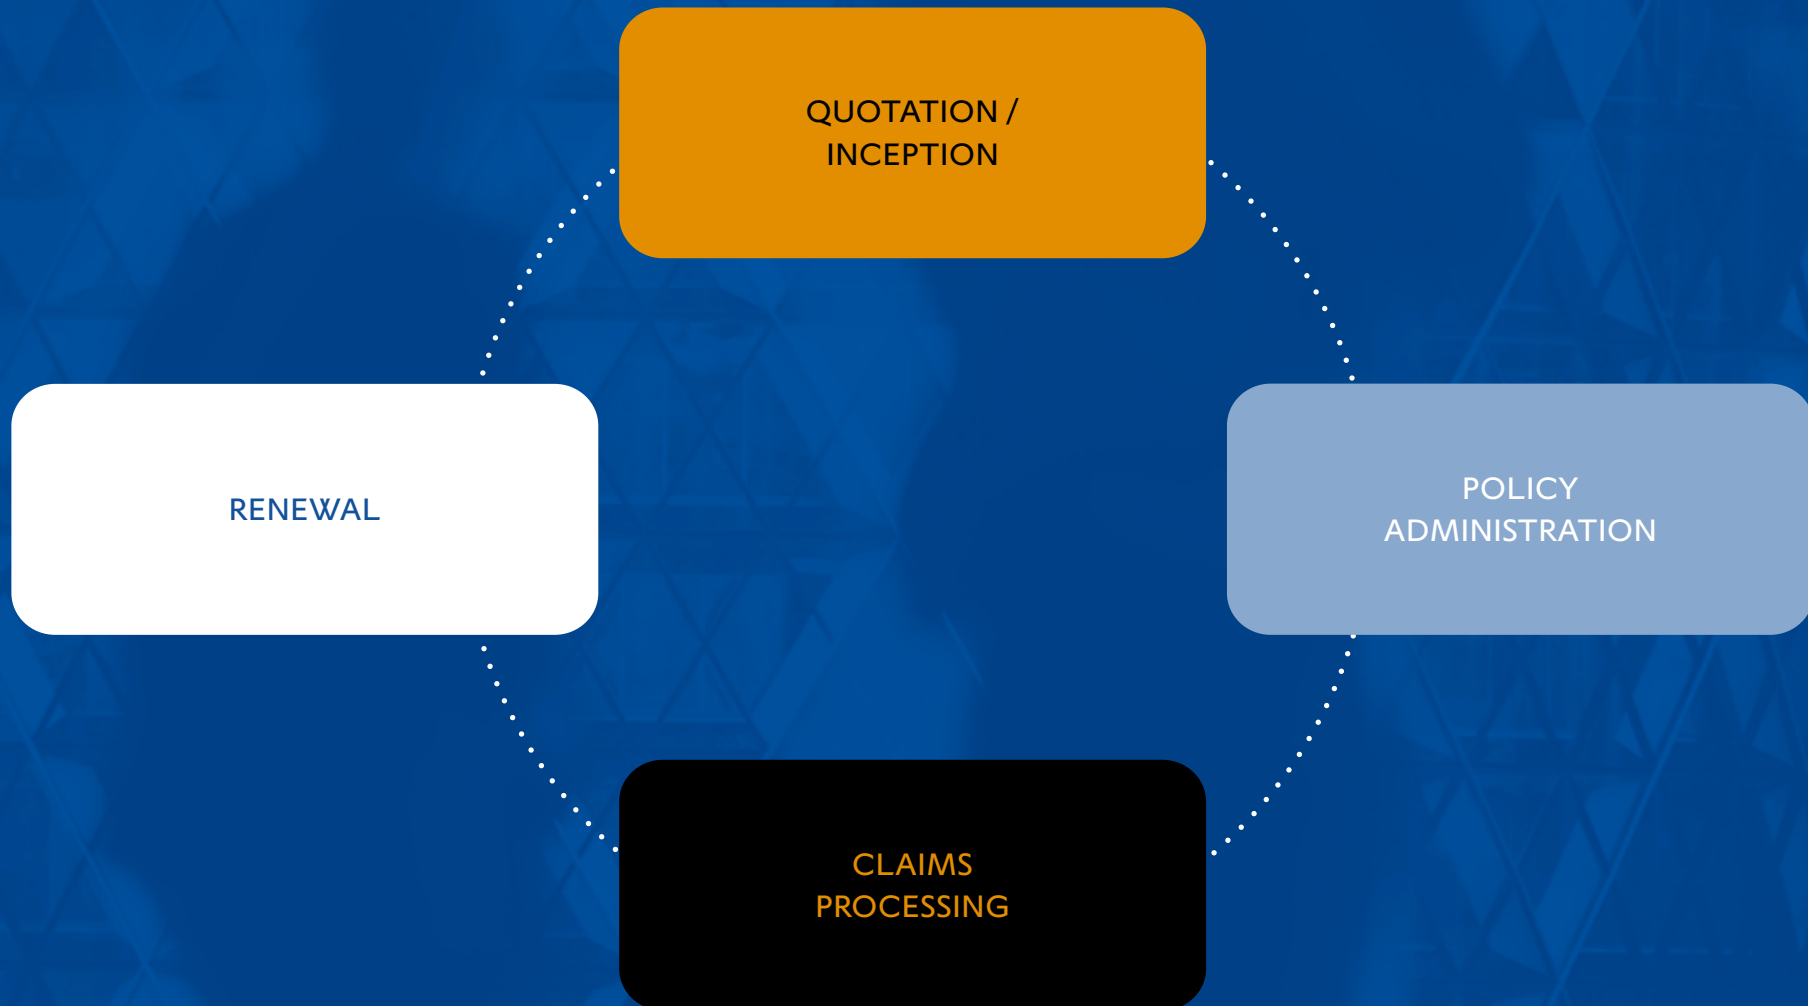 QUOTATION /
INCEPTION
RENEWAL
POLICY
ADMINISTRATION
CLAIMS
PROCESSING